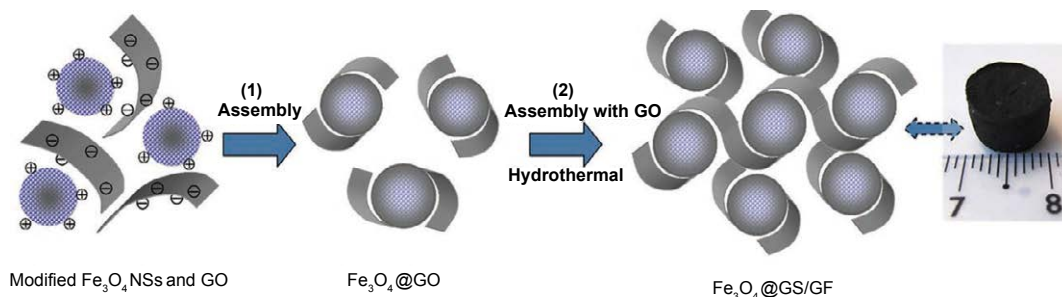 (1)
Assembly
(2)
Assembly with GO
Hydrothermal
7 8
Modified Fe₃O₄ NSs and GO
Fe₃O₄@GO
Fe₃O₄@GS/GF